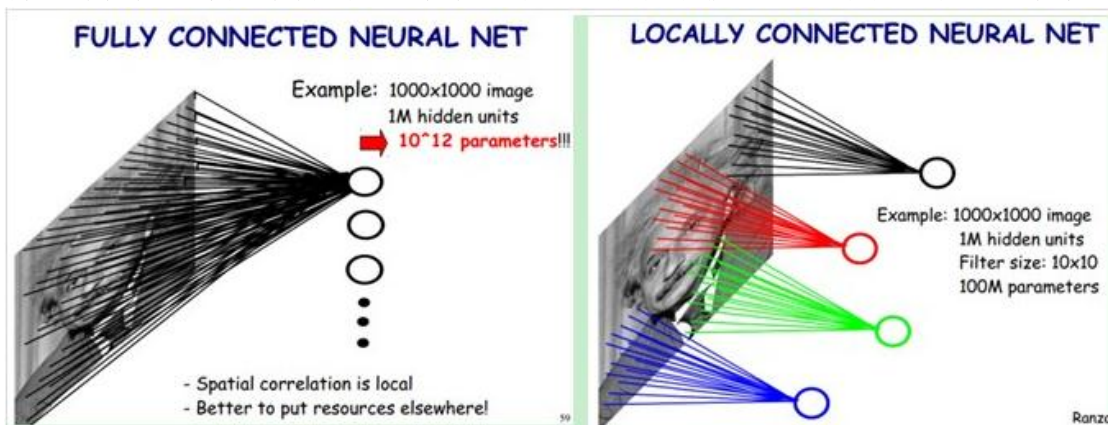 FULLY CONNECTED NEURAL NET
Example: 1000x1000 image
1M hidden units
10^12 parameters!!!
- Spatial correlation is local
- Better to put resources elsewhere!
59
LOCALLY CONNECTED NEURAL NET
Example: 1000x1000 image
1M hidden units
Filter size: 10x10
100M parameters